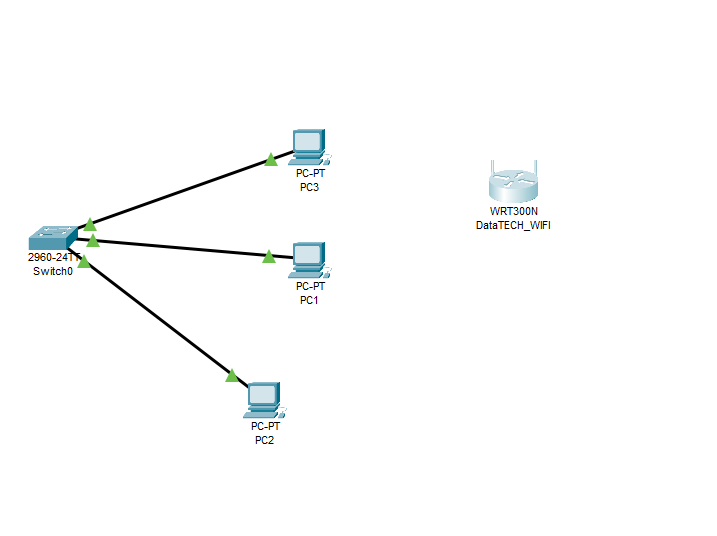 PC-PT
PC3
WRT300N
DataTECH_WIFI
2960-24TT
Switch0
PC-PT
PC1
PC-PT
PC2